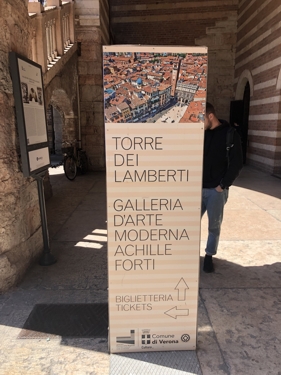 TORRE
DEI
LAMBERTI
GALLERIA
D'ARTE
MODERNA
ACHILLE
FORTI
BIGLIETTERIA
TICKETS
Comune
di Verona